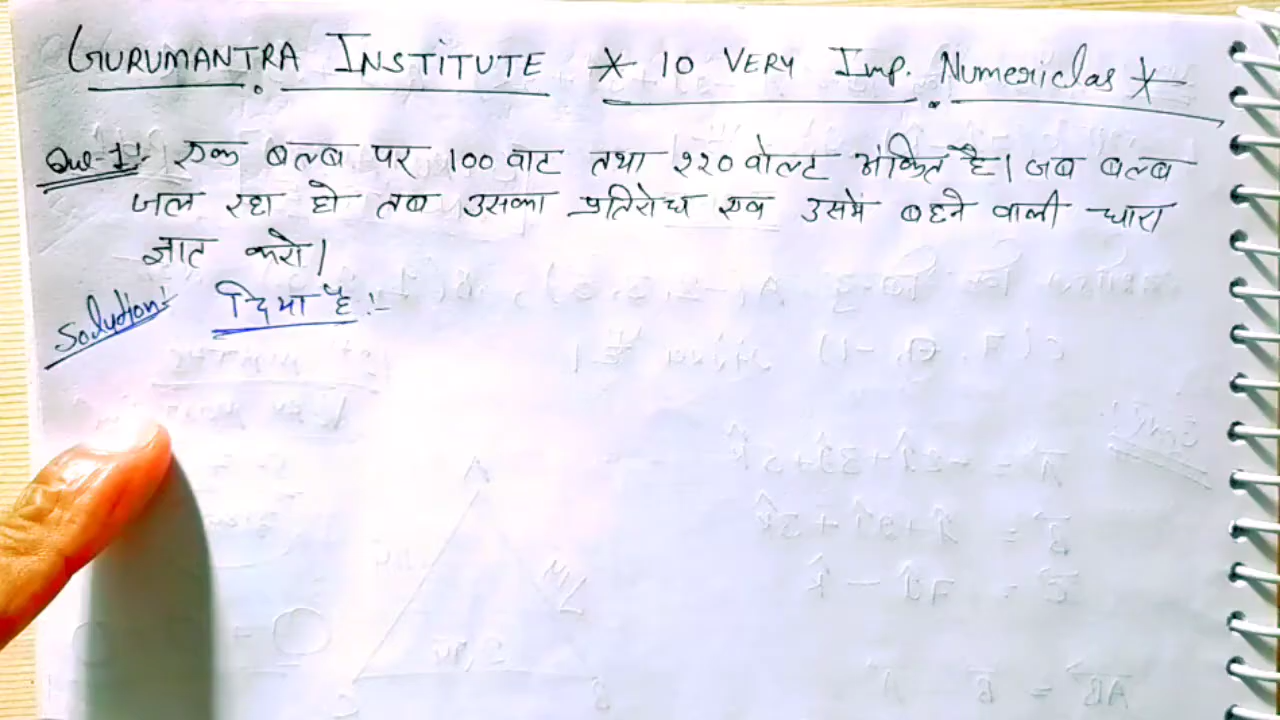 GURUMANTRA INSTITUTE * 10 VERY Imp. Numericlas *
Que-1:- एक बल्ब पर 100 वाट तथा २२० वोल्ट अंकित है। जब बल्ब
जल रहा हो तब उसका प्रतिरोध एव उसमे बहने वाली धारा
ज्ञाट करो।
Solution:- दिया है:-